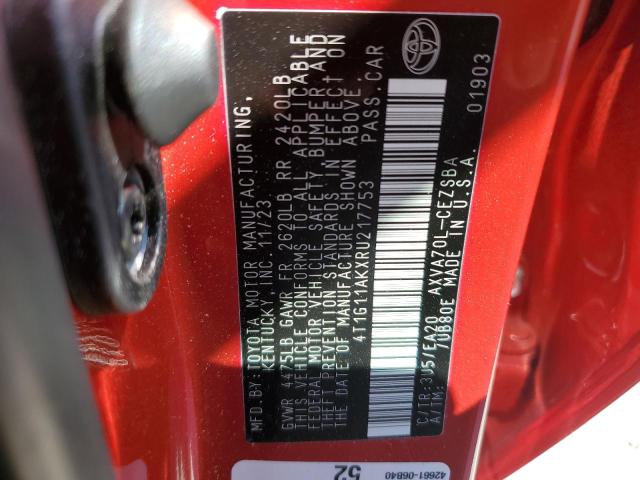 MFD. BY: TOYOTA MOTOR MANUFACTURING,
KENTUCKY, INC. 11/23
GVWR 4475LB GAWR FR 2620LB RR 2420LB
THIS VEHICLE CONFORMS TO ALL APPLICABLE
FEDERAL MOTOR VEHICLE SAFETY, BUMPER, AND
THEFT PREVENTION STANDARDS IN EFFECT ON
THE DATE OF MANUFACTURE SHOWN ABOVE.
4T1G11AKXRU217753 PASS.CAR
C/TR:3U5/EA20 AXVA70L-CEZSBA
A/TM: /UB80E MADE IN U.S.A.
01903
42661-06B40
52